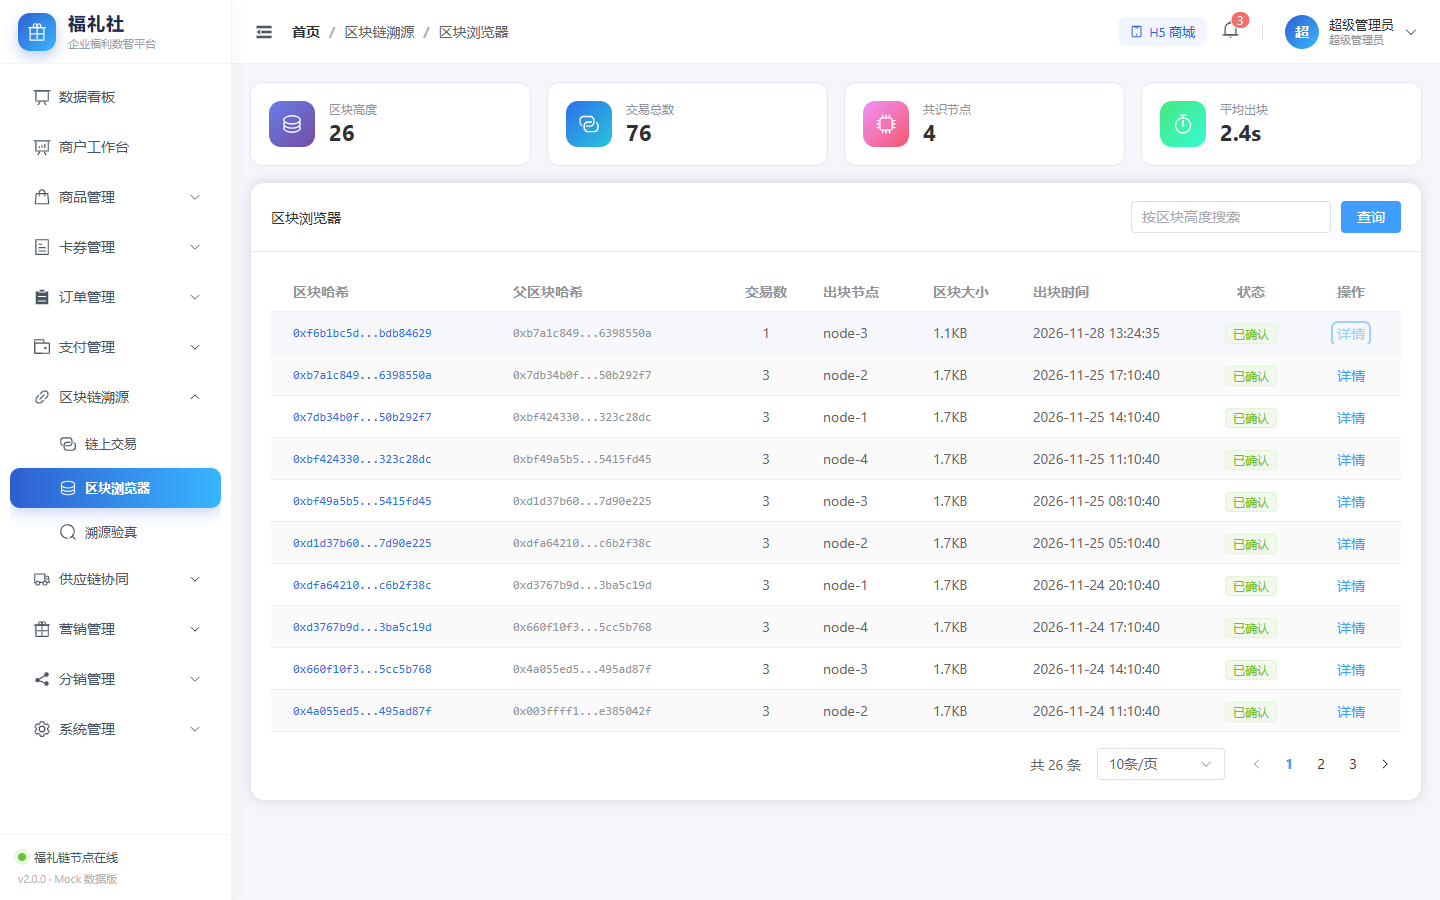 福礼社
企业福利数智平台
数据看板
商户工作台
商品管理
卡券管理
订单管理
支付管理
区块链溯源
链上交易
区块浏览器
溯源验真
供应链协同
营销管理
分销管理
系统管理
福礼链节点在线
v2.0.0 · Mock 数据版
首页 / 区块链溯源 / 区块浏览器
H5 商城
3
超
超级管理员
超级管理员
区块高度
26
交易总数
76
共识节点
4
平均出块
2.4s
区块浏览器
按区块高度搜索
查询
区块哈希 父区块哈希 交易数 出块节点 区块大小 出块时间 状态 操作
0xf6b1bc5d...bdb84629 0xb7a1c849...6398550a 1 node-3 1.1KB 2026-11-28 13:24:35 已确认 详情
0xb7a1c849...6398550a 0x7db34b0f...50b292f7 3 node-2 1.7KB 2026-11-25 17:10:40 已确认 详情
0x7db34b0f...50b292f7 0xbf424330...323c28dc 3 node-1 1.7KB 2026-11-25 14:10:40 已确认 详情
0xbf424330...323c28dc 0xbf49a5b5...5415fd45 3 node-4 1.7KB 2026-11-25 11:10:40 已确认 详情
0xbf49a5b5...5415fd45 0xd1d37b60...7d90e225 3 node-3 1.7KB 2026-11-25 08:10:40 已确认 详情
0xd1d37b60...7d90e225 0xdfa64210...c6b2f38c 3 node-2 1.7KB 2026-11-25 05:10:40 已确认 详情
0xdfa64210...c6b2f38c 0xd3767b9d...3ba5c19d 3 node-1 1.7KB 2026-11-24 20:10:40 已确认 详情
0xd3767b9d...3ba5c19d 0x660f10f3...5cc5b768 3 node-4 1.7KB 2026-11-24 17:10:40 已确认 详情
0x660f10f3...5cc5b768 0x4a055ed5...495ad87f 3 node-3 1.7KB 2026-11-24 14:10:40 已确认 详情
0x4a055ed5...495ad87f 0x003ffff1...e385042f 3 node-2 1.7KB 2026-11-24 11:10:40 已确认 详情
共 26 条 10条/页 1 2 3